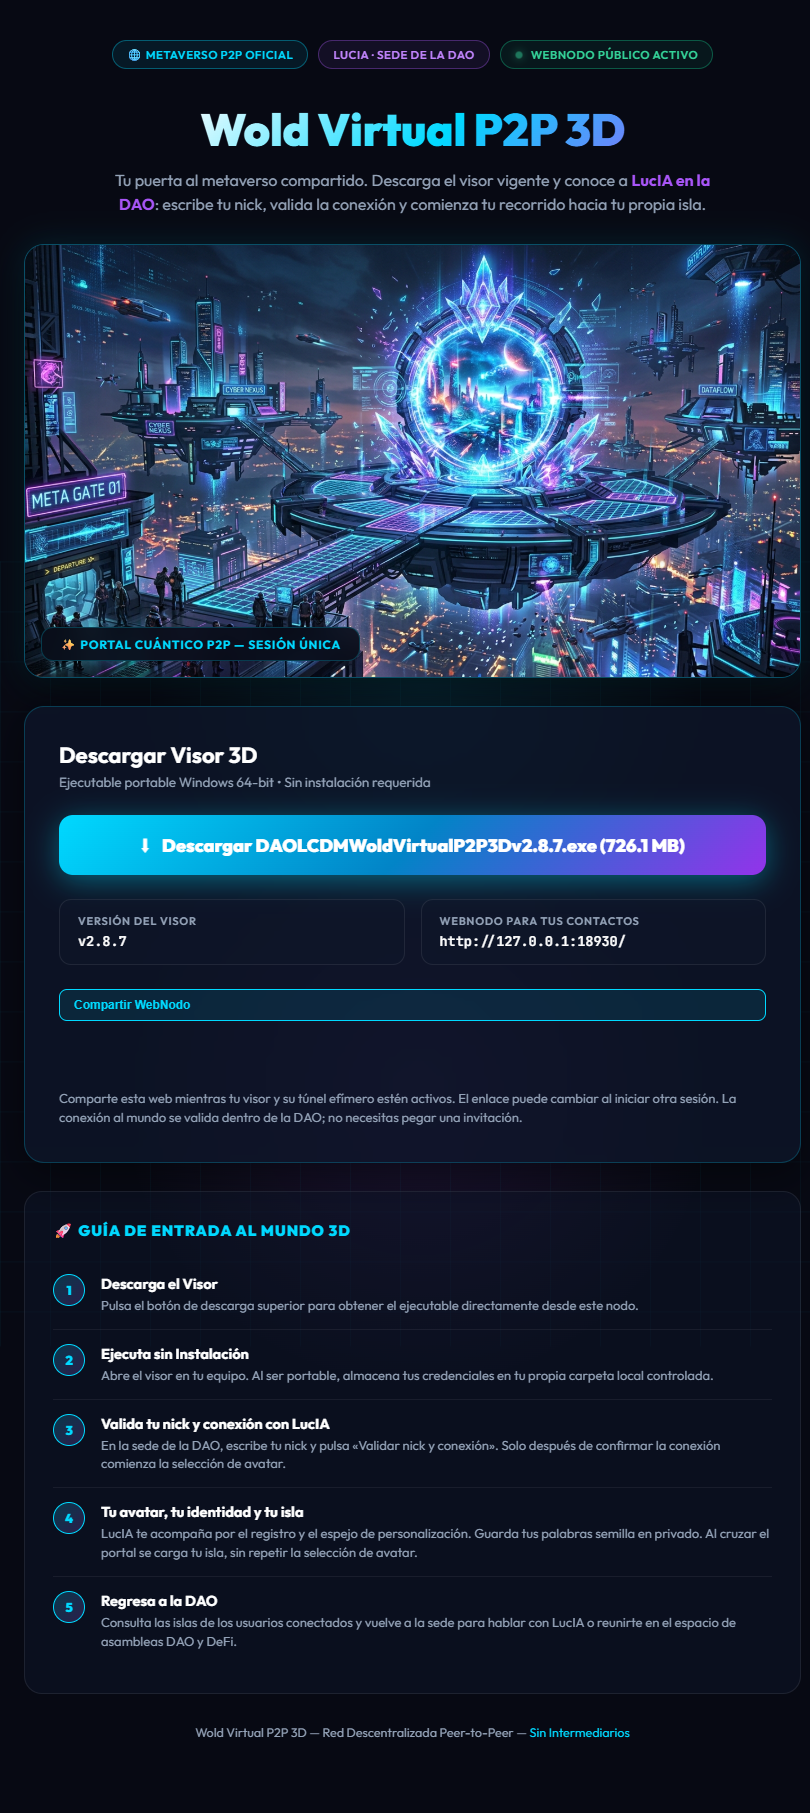 METAVERSO P2P OFICIAL
LUCIA · SEDE DE LA DAO
WEBNODO PÚBLICO ACTIVO
Wold Virtual P2P 3D
Tu puerta al metaverso compartido. Descarga el visor vigente y conoce a LucIA en la
DAO: escribe tu nick, valida la conexión y comienza tu recorrido hacia tu propia isla.
CYBER NEXUS
CYBER NEXUS
DATAFLOW
META GATE 01
> DEPARTURE >>
✨ PORTAL CUÁNTICO P2P — SESIÓN ÚNICA
Descargar Visor 3D
Ejecutable portable Windows 64-bit • Sin instalación requerida
⬇ Descargar DAOLCDMWoldVirtualP2P3Dv2.8.7.exe (726.1 MB)
VERSIÓN DEL VISOR
v2.8.7
WEBNODO PARA TUS CONTACTOS
http://127.0.0.1:18930/
Compartir WebNodo
Comparte esta web mientras tu visor y su túnel efímero estén activos. El enlace puede cambiar al iniciar otra sesión. La
conexión al mundo se valida dentro de la DAO; no necesitas pegar una invitación.
🚀 GUÍA DE ENTRADA AL MUNDO 3D
1
Descarga el Visor
Pulsa el botón de descarga superior para obtener el ejecutable directamente desde este nodo.
2
Ejecuta sin Instalación
Abre el visor en tu equipo. Al ser portable, almacena tus credenciales en tu propia carpeta local controlada.
3
Valida tu nick y conexión con LucIA
En la sede de la DAO, escribe tu nick y pulsa «Validar nick y conexión». Solo después de confirmar la conexión
comienza la selección de avatar.
4
Tu avatar, tu identidad y tu isla
LucIA te acompaña por el registro y el espejo de personalización. Guarda tus palabras semilla en privado. Al cruzar el
portal se carga tu isla, sin repetir la selección de avatar.
5
Regresa a la DAO
Consulta las islas de los usuarios conectados y vuelve a la sede para hablar con LucIA o reunirte en el espacio de
asambleas DAO y DeFi.
Wold Virtual P2P 3D — Red Descentralizada Peer-to-Peer — Sin Intermediarios